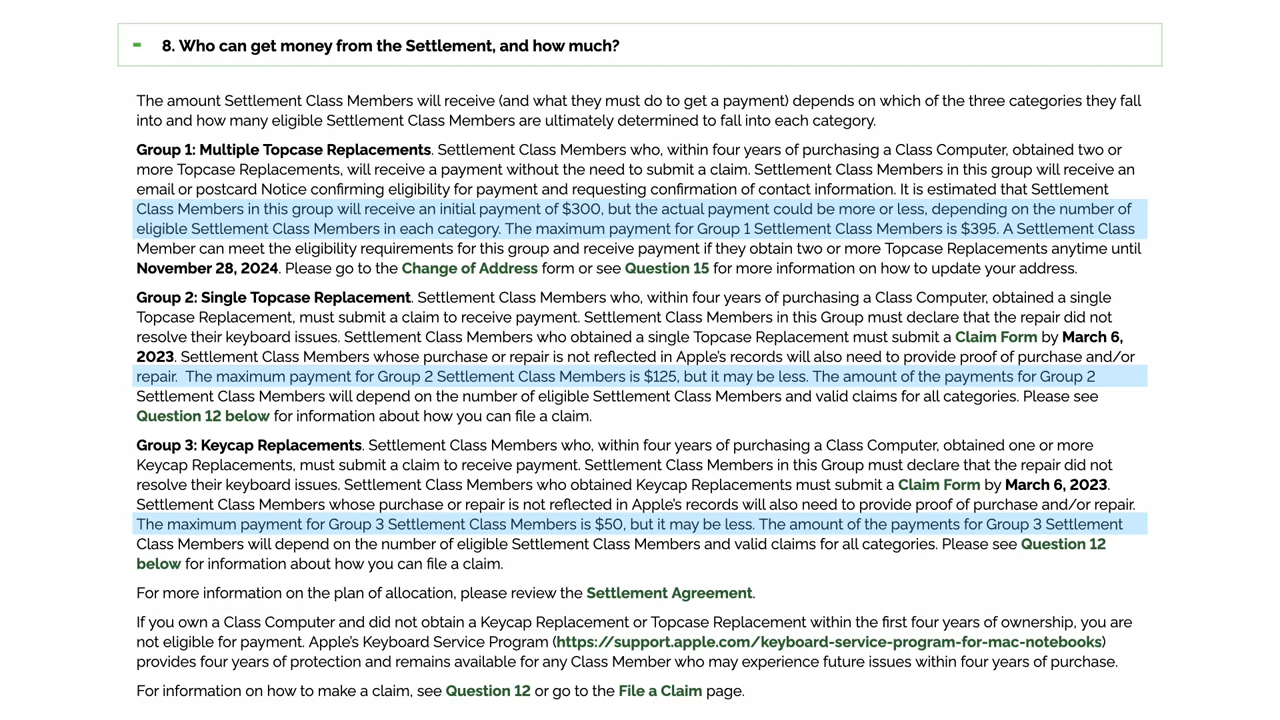 - 8. Who can get money from the Settlement, and how much?
The amount Settlement Class Members will receive (and what they must do to get a payment) depends on which of the three categories they fall
into and how many eligible Settlement Class Members are ultimately determined to fall into each category.
Group 1: Multiple Topcase Replacements. Settlement Class Members who, within four years of purchasing a Class Computer, obtained two or
more Topcase Replacements, will receive a payment without the need to submit a claim. Settlement Class Members in this group will receive an
email or postcard Notice confirming eligibility for payment and requesting confirmation of contact information. It is estimated that Settlement
Class Members in this group will receive an initial payment of $300, but the actual payment could be more or less, depending on the number of
eligible Settlement Class Members in each category. The maximum payment for Group 1 Settlement Class Members is $395. A Settlement Class
Member can meet the eligibility requirements for this group and receive payment if they obtain two or more Topcase Replacements anytime until
November 28, 2024. Please go to the Change of Address form or see Question 15 for more information on how to update your address.
Group 2: Single Topcase Replacement. Settlement Class Members who, within four years of purchasing a Class Computer, obtained a single
Topcase Replacement, must submit a claim to receive payment. Settlement Class Members in this Group must declare that the repair did not
resolve their keyboard issues. Settlement Class Members who obtained a single Topcase Replacement must submit a Claim Form by March 6,
2023. Settlement Class Members whose purchase or repair is not reflected in Apple's records will also need to provide proof of purchase and/or
repair. The maximum payment for Group 2 Settlement Class Members is $125, but it may be less. The amount of the payments for Group 2
Settlement Class Members will depend on the number of eligible Settlement Class Members and valid claims for all categories. Please see
Question 12 below for information about how you can file a claim.
Group 3: Keycap Replacements. Settlement Class Members who, within four years of purchasing a Class Computer, obtained one or more
Keycap Replacements, must submit a claim to receive payment. Settlement Class Members in this Group must declare that the repair did not
resolve their keyboard issues. Settlement Class Members who obtained Keycap Replacements must submit a Claim Form by March 6, 2023.
Settlement Class Members whose purchase or repair is not reflected in Apple's records will also need to provide proof of purchase and/or repair.
The maximum payment for Group 3 Settlement Class Members is $50, but it may be less. The amount of the payments for Group 3 Settlement
Class Members will depend on the number of eligible Settlement Class Members and valid claims for all categories. Please see Question 12
below for information about how you can file a claim.
For more information on the plan of allocation, please review the Settlement Agreement.
If you own a Class Computer and did not obtain a Keycap Replacement or Topcase Replacement within the first four years of ownership, you are
not eligible for payment. Apple's Keyboard Service Program (https://support.apple.com/keyboard-service-program-for-mac-notebooks)
provides four years of protection and remains available for any Class Member who may experience future issues within four years of purchase.
For information on how to make a claim, see Question 12 or go to the File a Claim page.